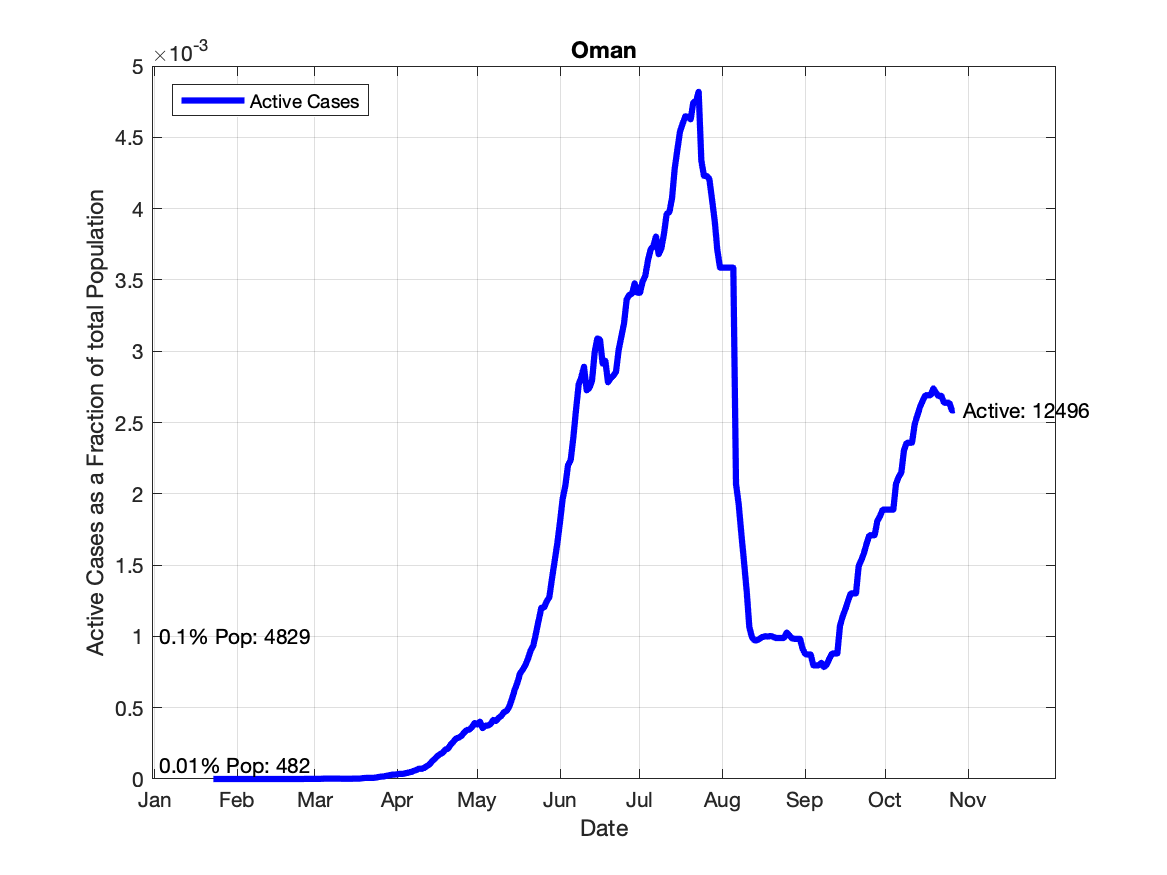 Oman
×10-3
Active Cases
5
4.5
4
3.5
3
2.5
2
1.5
1
0.5
0
Active Cases as a Fraction of total Population
Active: 12496
0.1% Pop: 4829
0.01% Pop: 482
Jan Feb Mar Apr May Jun Jul Aug Sep Oct Nov
Date